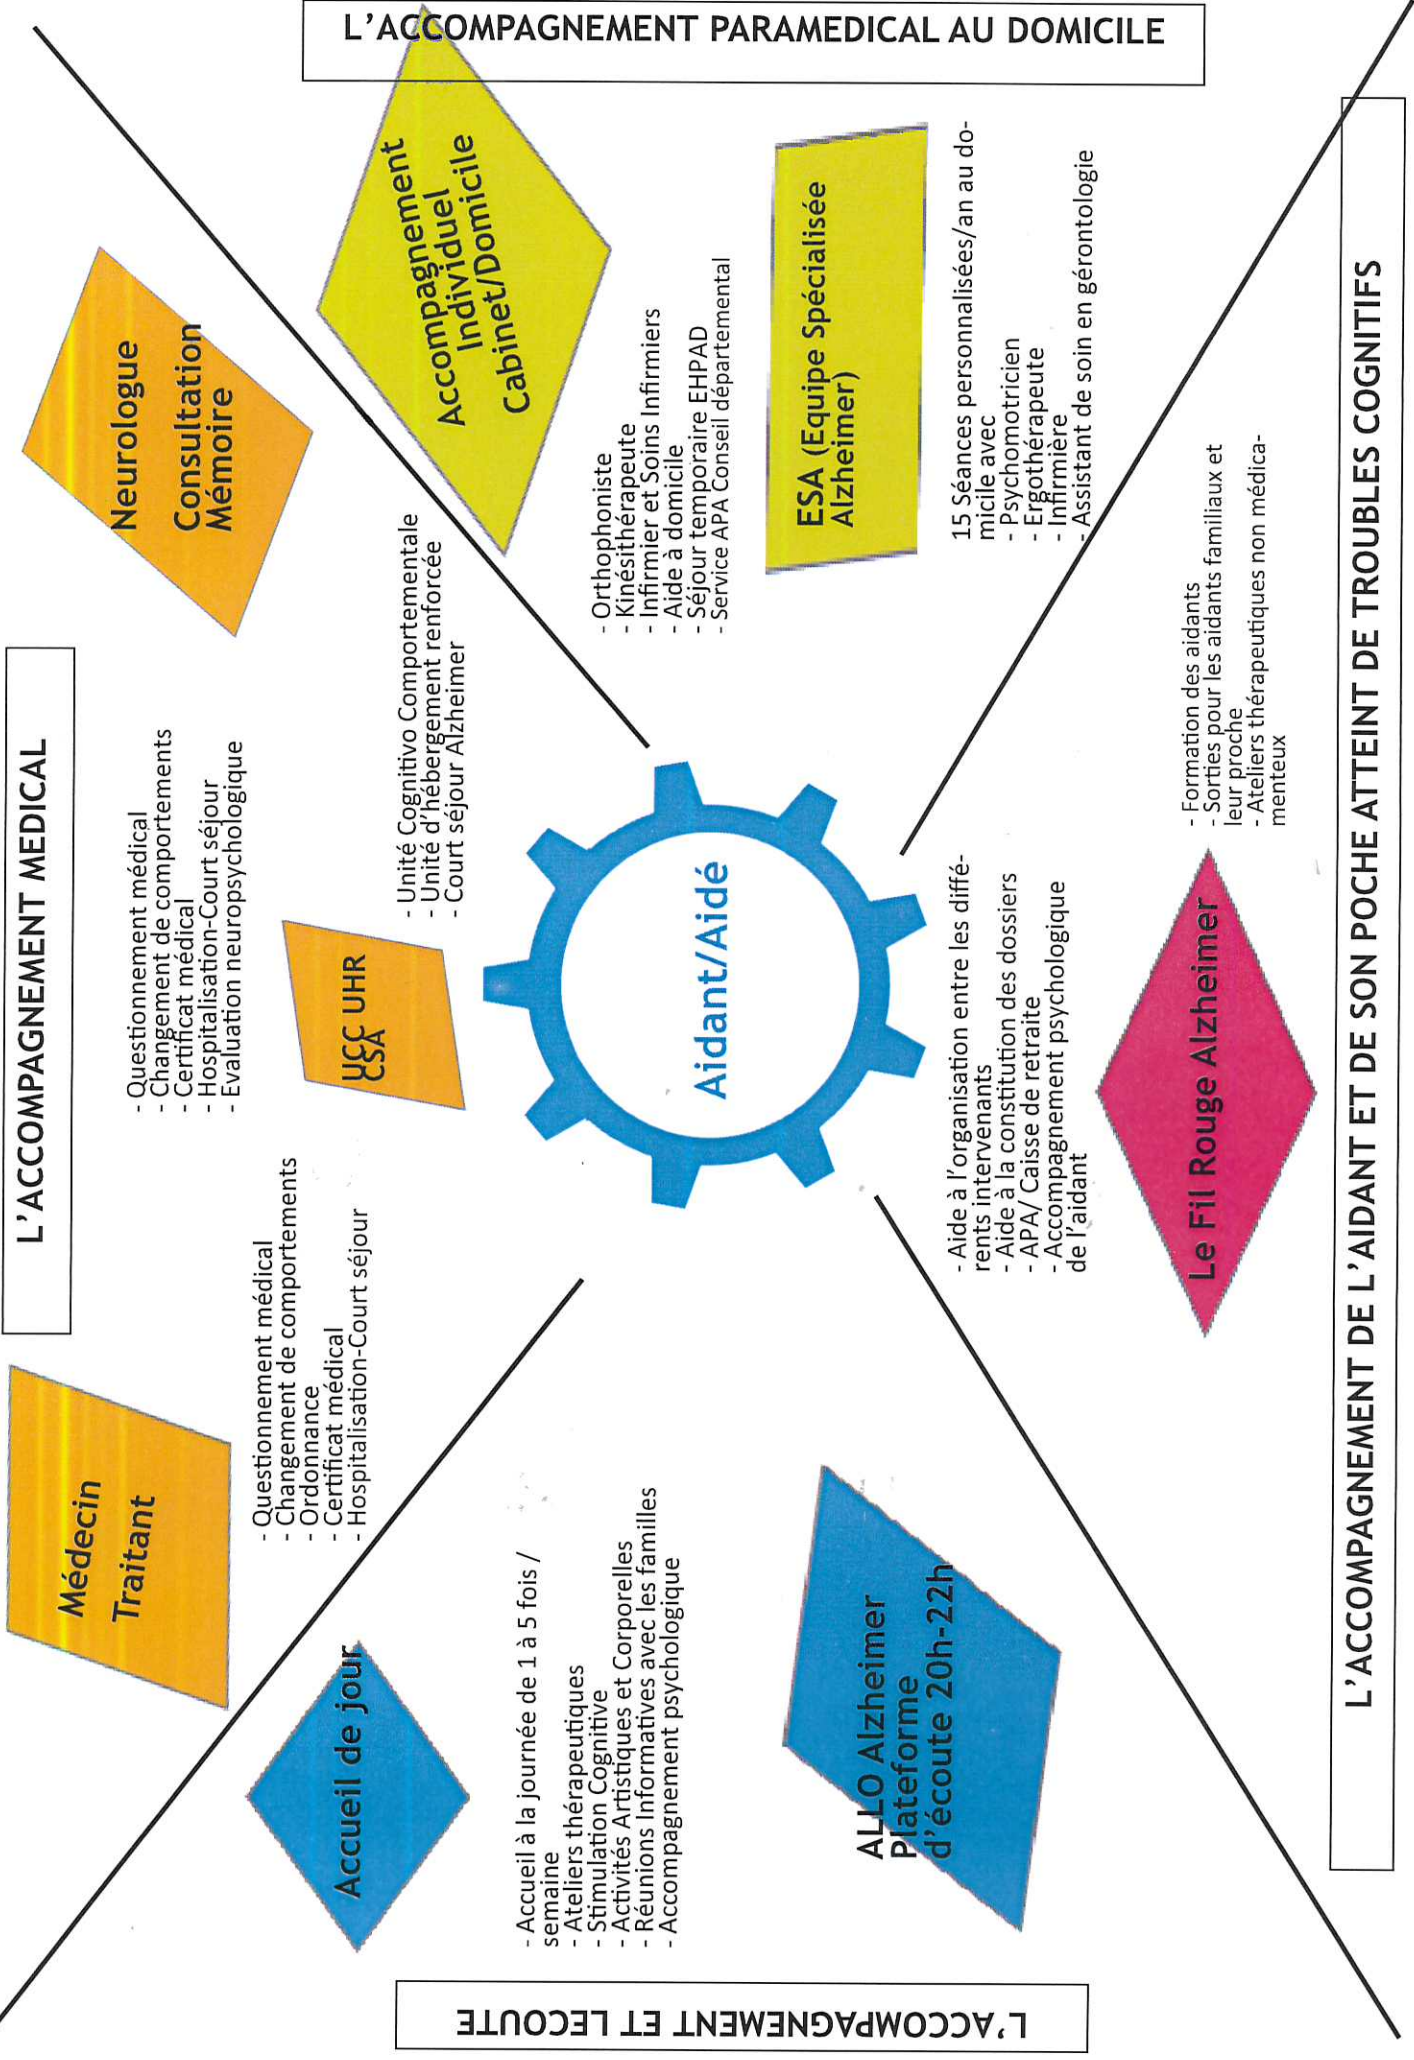 L'ACCOMPAGNEMENT MEDICAL
Médecin
Traitant
- Questionnement médical
- Changement de comportements
- Ordonnance
- Certificat médical
- Hospitalisation-Court séjour
- Questionnement médical
- Changement de comportements
- Certificat médical
- Hospitalisation-Court séjour
- Evaluation neuropsychologique
Neurologue
Consultation
Mémoire
UCC UHR
CSA
- Unité Cognitivo Comportementale
- Unité d'hébergement renforcée
- Court séjour Alzheimer
L'ACCOMPAGNEMENT ET LECOUTE
Accueil de jour
- Accueil à la journée de 1 à 5 fois /
semaine
- Ateliers thérapeutiques
- Stimulation Cognitive
- Activités Artistiques et Corporelles
- Réunions Informatives avec les familles
- Accompagnement psychologique
ALLO Alzheimer
Plateforme
d'écoute 20h-22h
Aidant/Aidé
L'ACCOMPAGNEMENT PARAMEDICAL AU DOMICILE
Accompagnement
Individuel
Cabinet/Domicile
- Orthophoniste
- Kinésithérapeute
- Infirmier et Soins Infirmiers
- Aide à domicile
- Séjour temporaire EHPAD
- Service APA Conseil départemental
ESA (Equipe Spécialisée
Alzheimer)
15 Séances personnalisées/an au do-
micile avec
- Psychomotricien
- Ergothérapeute
- Infirmière
- Assistant de soin en gérontologie
- Aide à l'organisation entre les diffé-
rents intervenants
- Aide à la constitution des dossiers
- APA/ Caisse de retraite
- Accompagnement psychologique
de l'aidant
Le Fil Rouge Alzheimer
- Formation des aidants
- Sorties pour les aidants familiaux et
leur proche
- Ateliers thérapeutiques non médica-
menteux
L'ACCOMPAGNEMENT DE L'AIDANT ET DE SON POCHE ATTEINT DE TROUBLES COGNITIFS